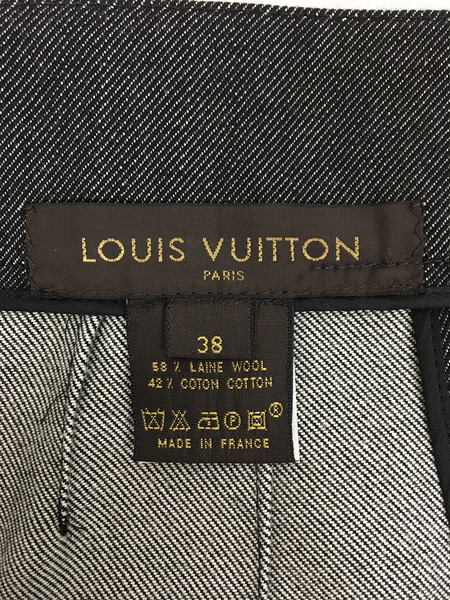 LOUIS VUITTON
PARIS
38
58 % LAINE WOOL
42 % COTON COTTON
P ®
MADE IN FRANCE